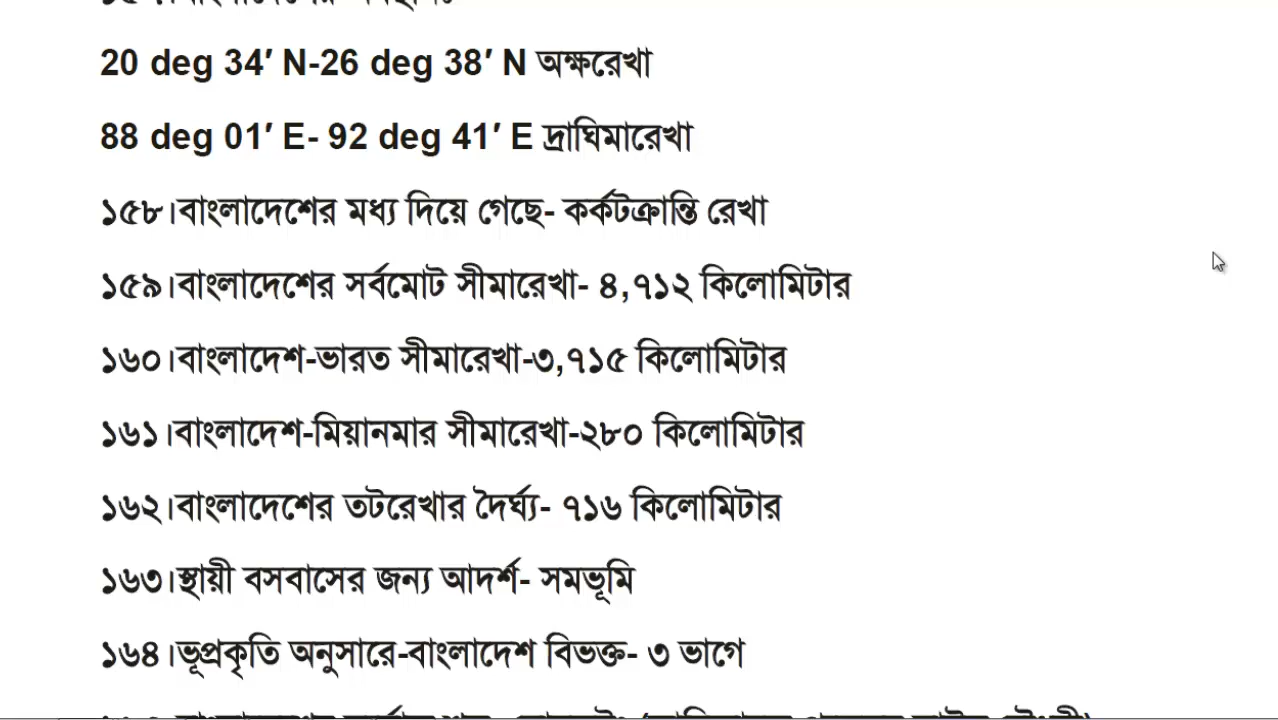 20 deg 34′ N-26 deg 38′ N অক্ষরেখা
88 deg 01′ E- 92 deg 41′ E দ্রাঘিমারেখা
১৫৮।বাংলাদেশের মধ্য দিয়ে গেছে- কর্কটক্রান্তি রেখা
১৫৯।বাংলাদেশের সর্বমোট সীমারেখা- ৪,৭১২ কিলোমিটার
১৬০।বাংলাদেশ-ভারত সীমারেখা-৩,৭১৫ কিলোমিটার
১৬১।বাংলাদেশ-মিয়ানমার সীমারেখা-২৮০ কিলোমিটার
১৬২।বাংলাদেশের তটরেখার দৈর্ঘ্য- ৭১৬ কিলোমিটার
১৬৩।স্থায়ী বসবাসের জন্য আদর্শ- সমভূমি
১৬৪।ভূপ্রকৃতি অনুসারে-বাংলাদেশ বিভক্ত- ৩ ভাগে